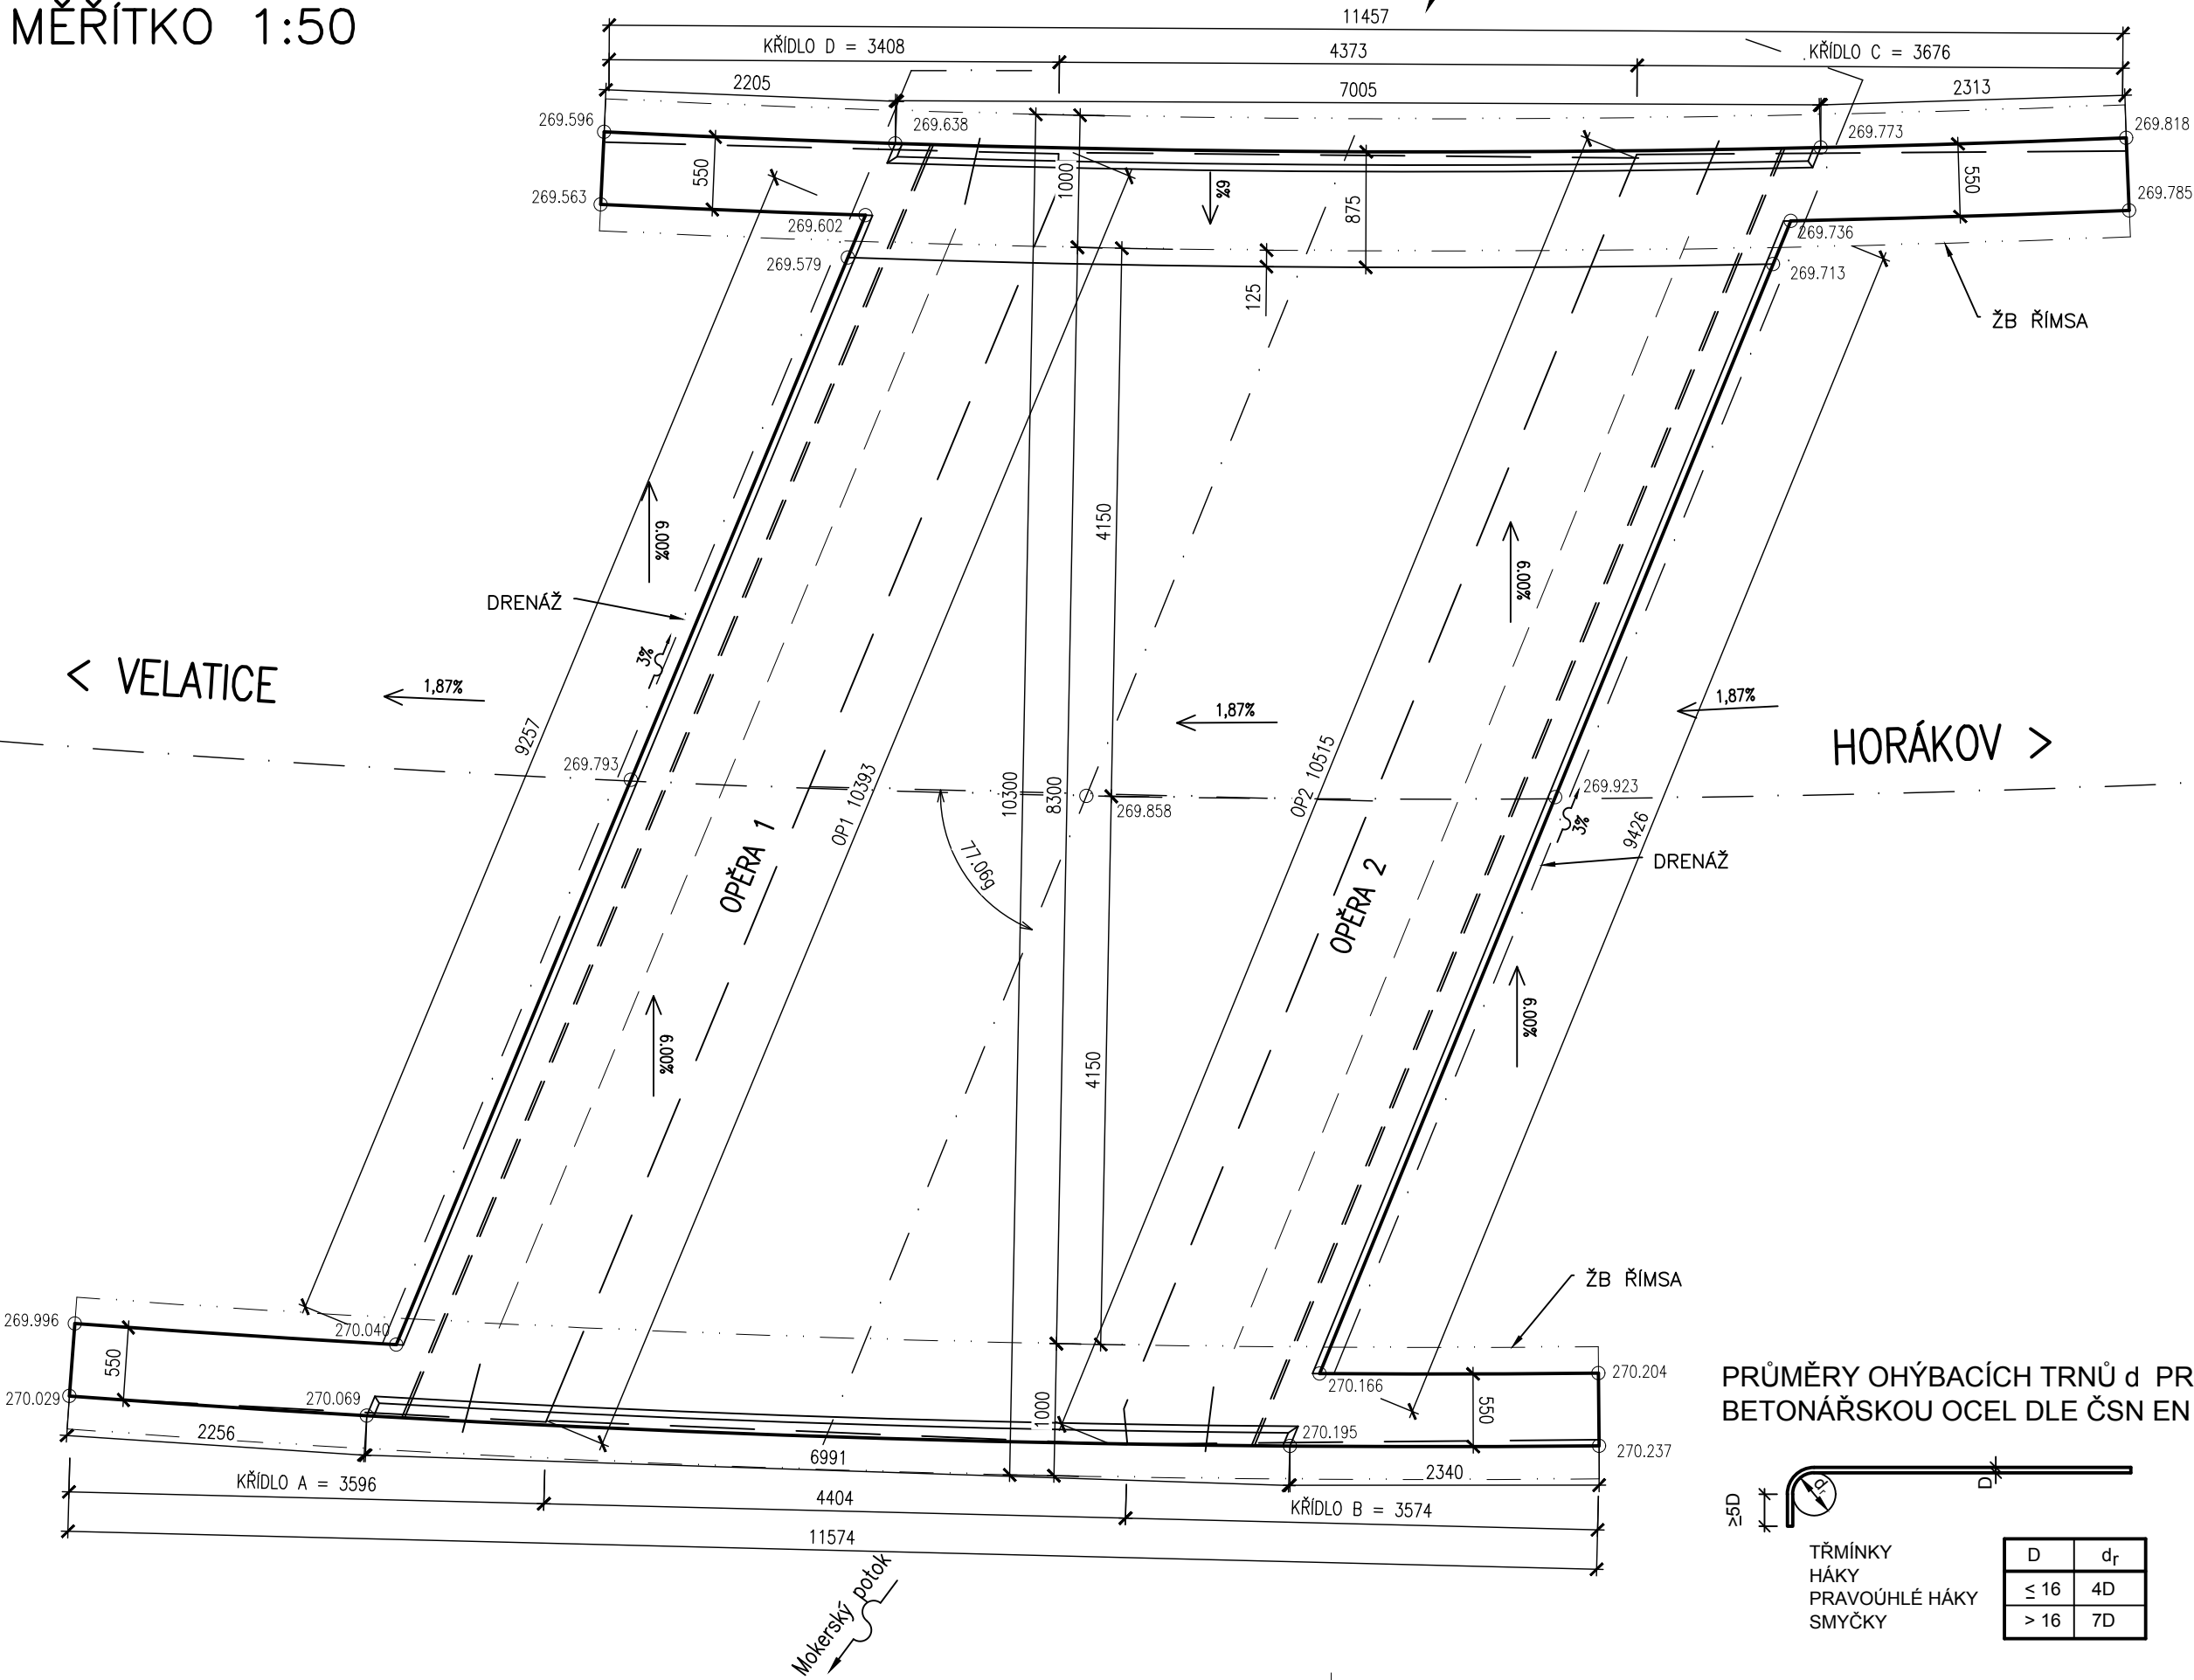 MĚŘÍTKO 1:50
11457
KŘÍDLO D = 3408
4373
KŘÍDLO C = 3676
2205
7005
2313
269.596
269.638
269.773
269.818
550
1000
6%
875
550
269.563
269.602
269.785
269.736
269.579
269.713
125
ŽB ŘÍMSA
4150
6.00%
6.00%
DRENÁŽ
3%
< VELATICE
1,87%
1,87%
1,87%
HORÁKOV >
9257
269.793
OP1 10393
10300
8300
269.858
OP2 10515
269.923
3%
9426
77.06g
OPĚRA 1
OPĚRA 2
DRENÁŽ
6.00%
6.00%
4150
ŽB ŘÍMSA
269.996
270.040
550
270.029
270.069
1000
270.166
270.204
550
270.195
270.237
2256
6991
2340
KŘÍDLO A = 3596
4404
KŘÍDLO B = 3574
11574
Mokerský potok
PRŮMĚRY OHÝBACÍCH TRNŮ d PR
BETONÁŘSKOU OCEL DLE ČSN EN
dr
D
≥5D
TŘMÍNKY
HÁKY
PRAVOÚHLÉ HÁKY
SMYČKY
D dr
≤ 16 4D
> 16 7D